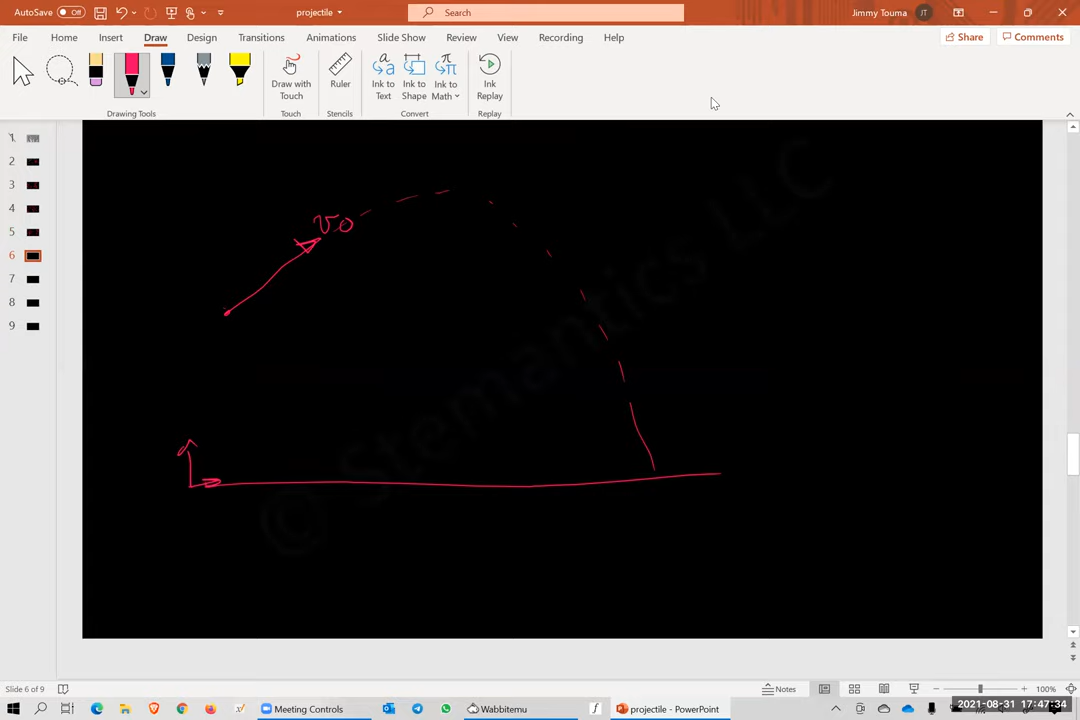 AutoSave Off projectile Search Jimmy Touma JT
File Home Insert Draw Design Transitions Animations Slide Show Review View Recording Help Share Comments
Draw with Touch Ruler Ink to Text Ink to Shape Ink to Math Ink Replay
Drawing Tools Touch Stencils Convert Replay
1
2
3
4
5
6
7
8
9
v0
© Stemantics LLC
Slide 6 of 9 Notes 100%
Meeting Controls Wabbitemu projectile - PowerPoint 2021-08-31 17:47:34